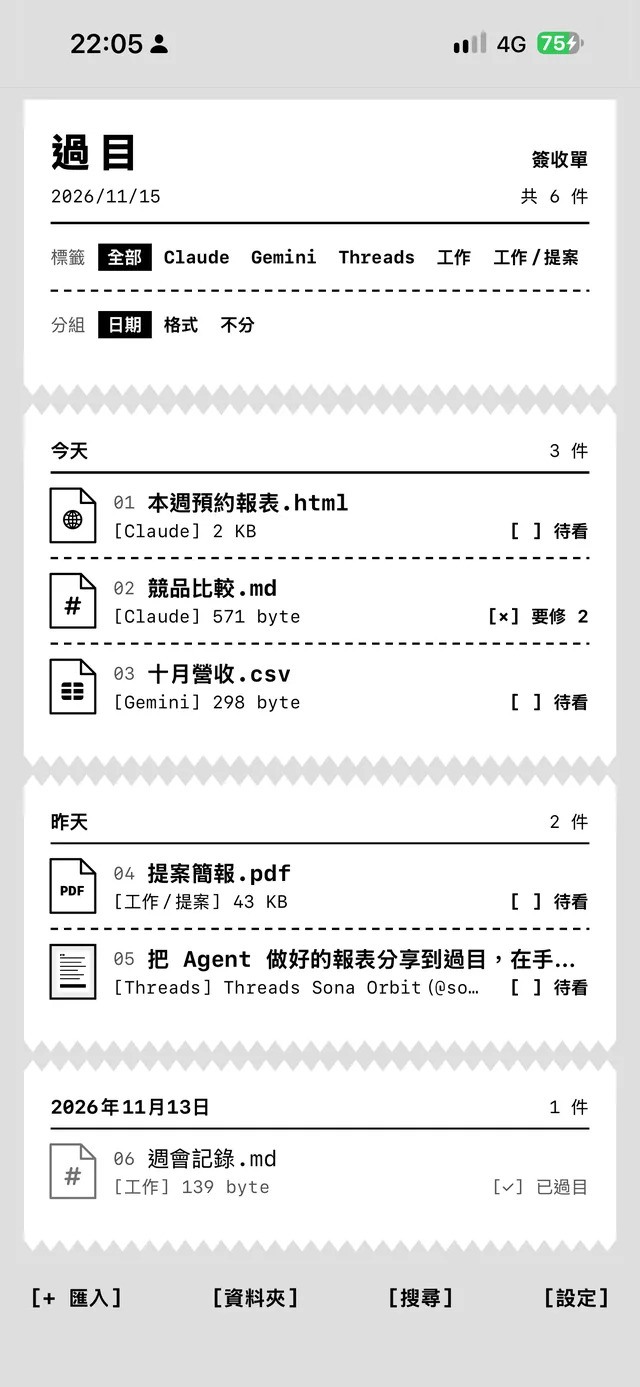 22:05
4G 75
過目
簽收單
2026/11/15
共 6 件
標籤 全部 Claude Gemini Threads 工作 工作/提案
分組 日期 格式 不分
今天
3 件
01 本週預約報表.html
[Claude] 2 KB
[ ] 待看
#
02 競品比較.md
[Claude] 571 byte
[×] 要修 2
03 十月營收.csv
[Gemini] 298 byte
[ ] 待看
昨天
2 件
PDF
04 提案簡報.pdf
[工作/提案] 43 KB
[ ] 待看
05 把 Agent 做好的報表分享到過目，在手…
[Threads] Threads Sona Orbit (@so…
[ ] 待看
2026年11月13日
1 件
#
06 週會記錄.md
[工作] 139 byte
[✓] 已過目
[+ 匯入] [資料夾] [搜尋] [設定]